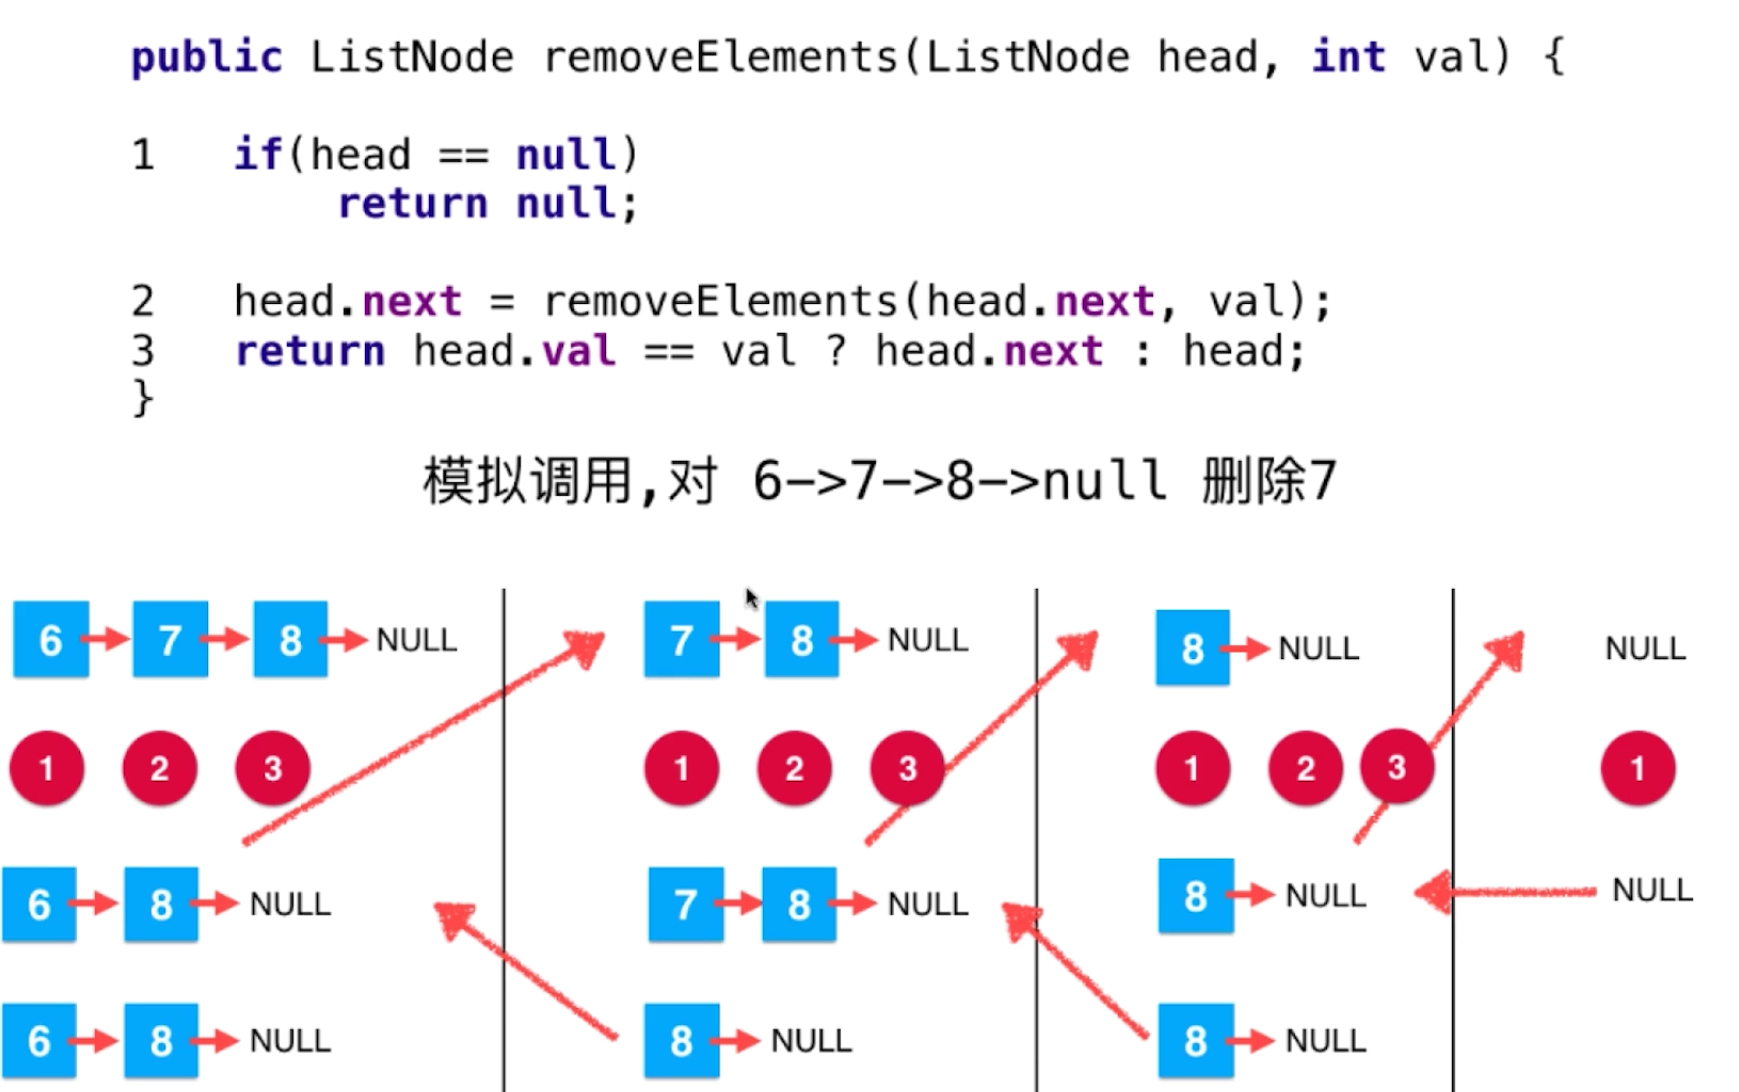 public ListNode removeElements(ListNode head, int val) {
1 if(head == null)
return null;
2 head.next = removeElements(head.next, val);
3 return head.val == val ? head.next : head;
}
模拟调用,对 6->7->8->null 删除7
6 7 8 NULL 7 8 NULL 8 NULL NULL
1 2 3 1 2 3 1 2 3 1
6 8 NULL 7 8 NULL 8 NULL NULL
6 8 NULL 8 NULL 8 NULL